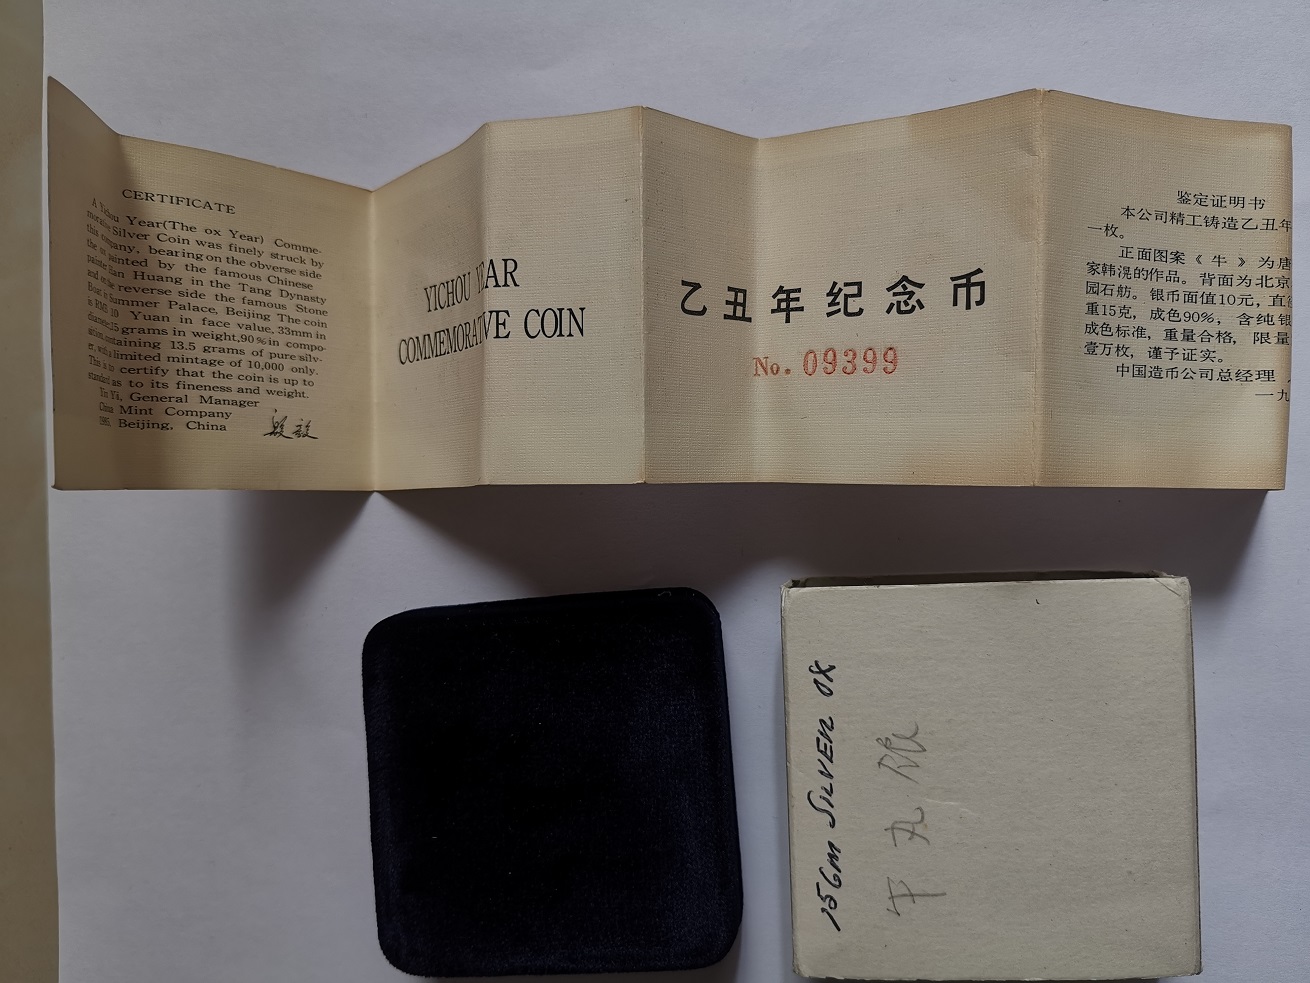 CERTIFICATE
A Yichou Year(The ox Year) Comme-
morative Silver Coin was finely struck by
this company, bearing on the obverse side
the ox painted by the famous Chinese
painter Han Huang in the Tang Dynasty
and on the reverse side the famous Stone
Boat in Summer Palace, Beijing The coin
is RMB 10 Yuan in face value, 33mm in
diameter, 15 grams in weight, 90% in compo-
sition, containing 13.5 grams of pure silv-
er, with a limited mintage of 10,000 only.
This is to certify that the coin is up to
standard as to its fineness and weight.
Yin Yi, General Manager
China Mint Company
1985, Beijing, China
殷毅
YICHOU YEAR
COMMEMORATIVE COIN
乙丑年纪念币
No. 09399
鉴定证明书
本公司精工铸造乙丑年
一枚。
正面图案《牛》为唐
家韩滉的作品。背面为北京
园石舫。银币面值10元，直径
重15克，成色90%，含纯银
成色标准，重量合格，限量
壹万枚，谨予证实。
中国造币公司总经理
一九
15GM SILVER OX